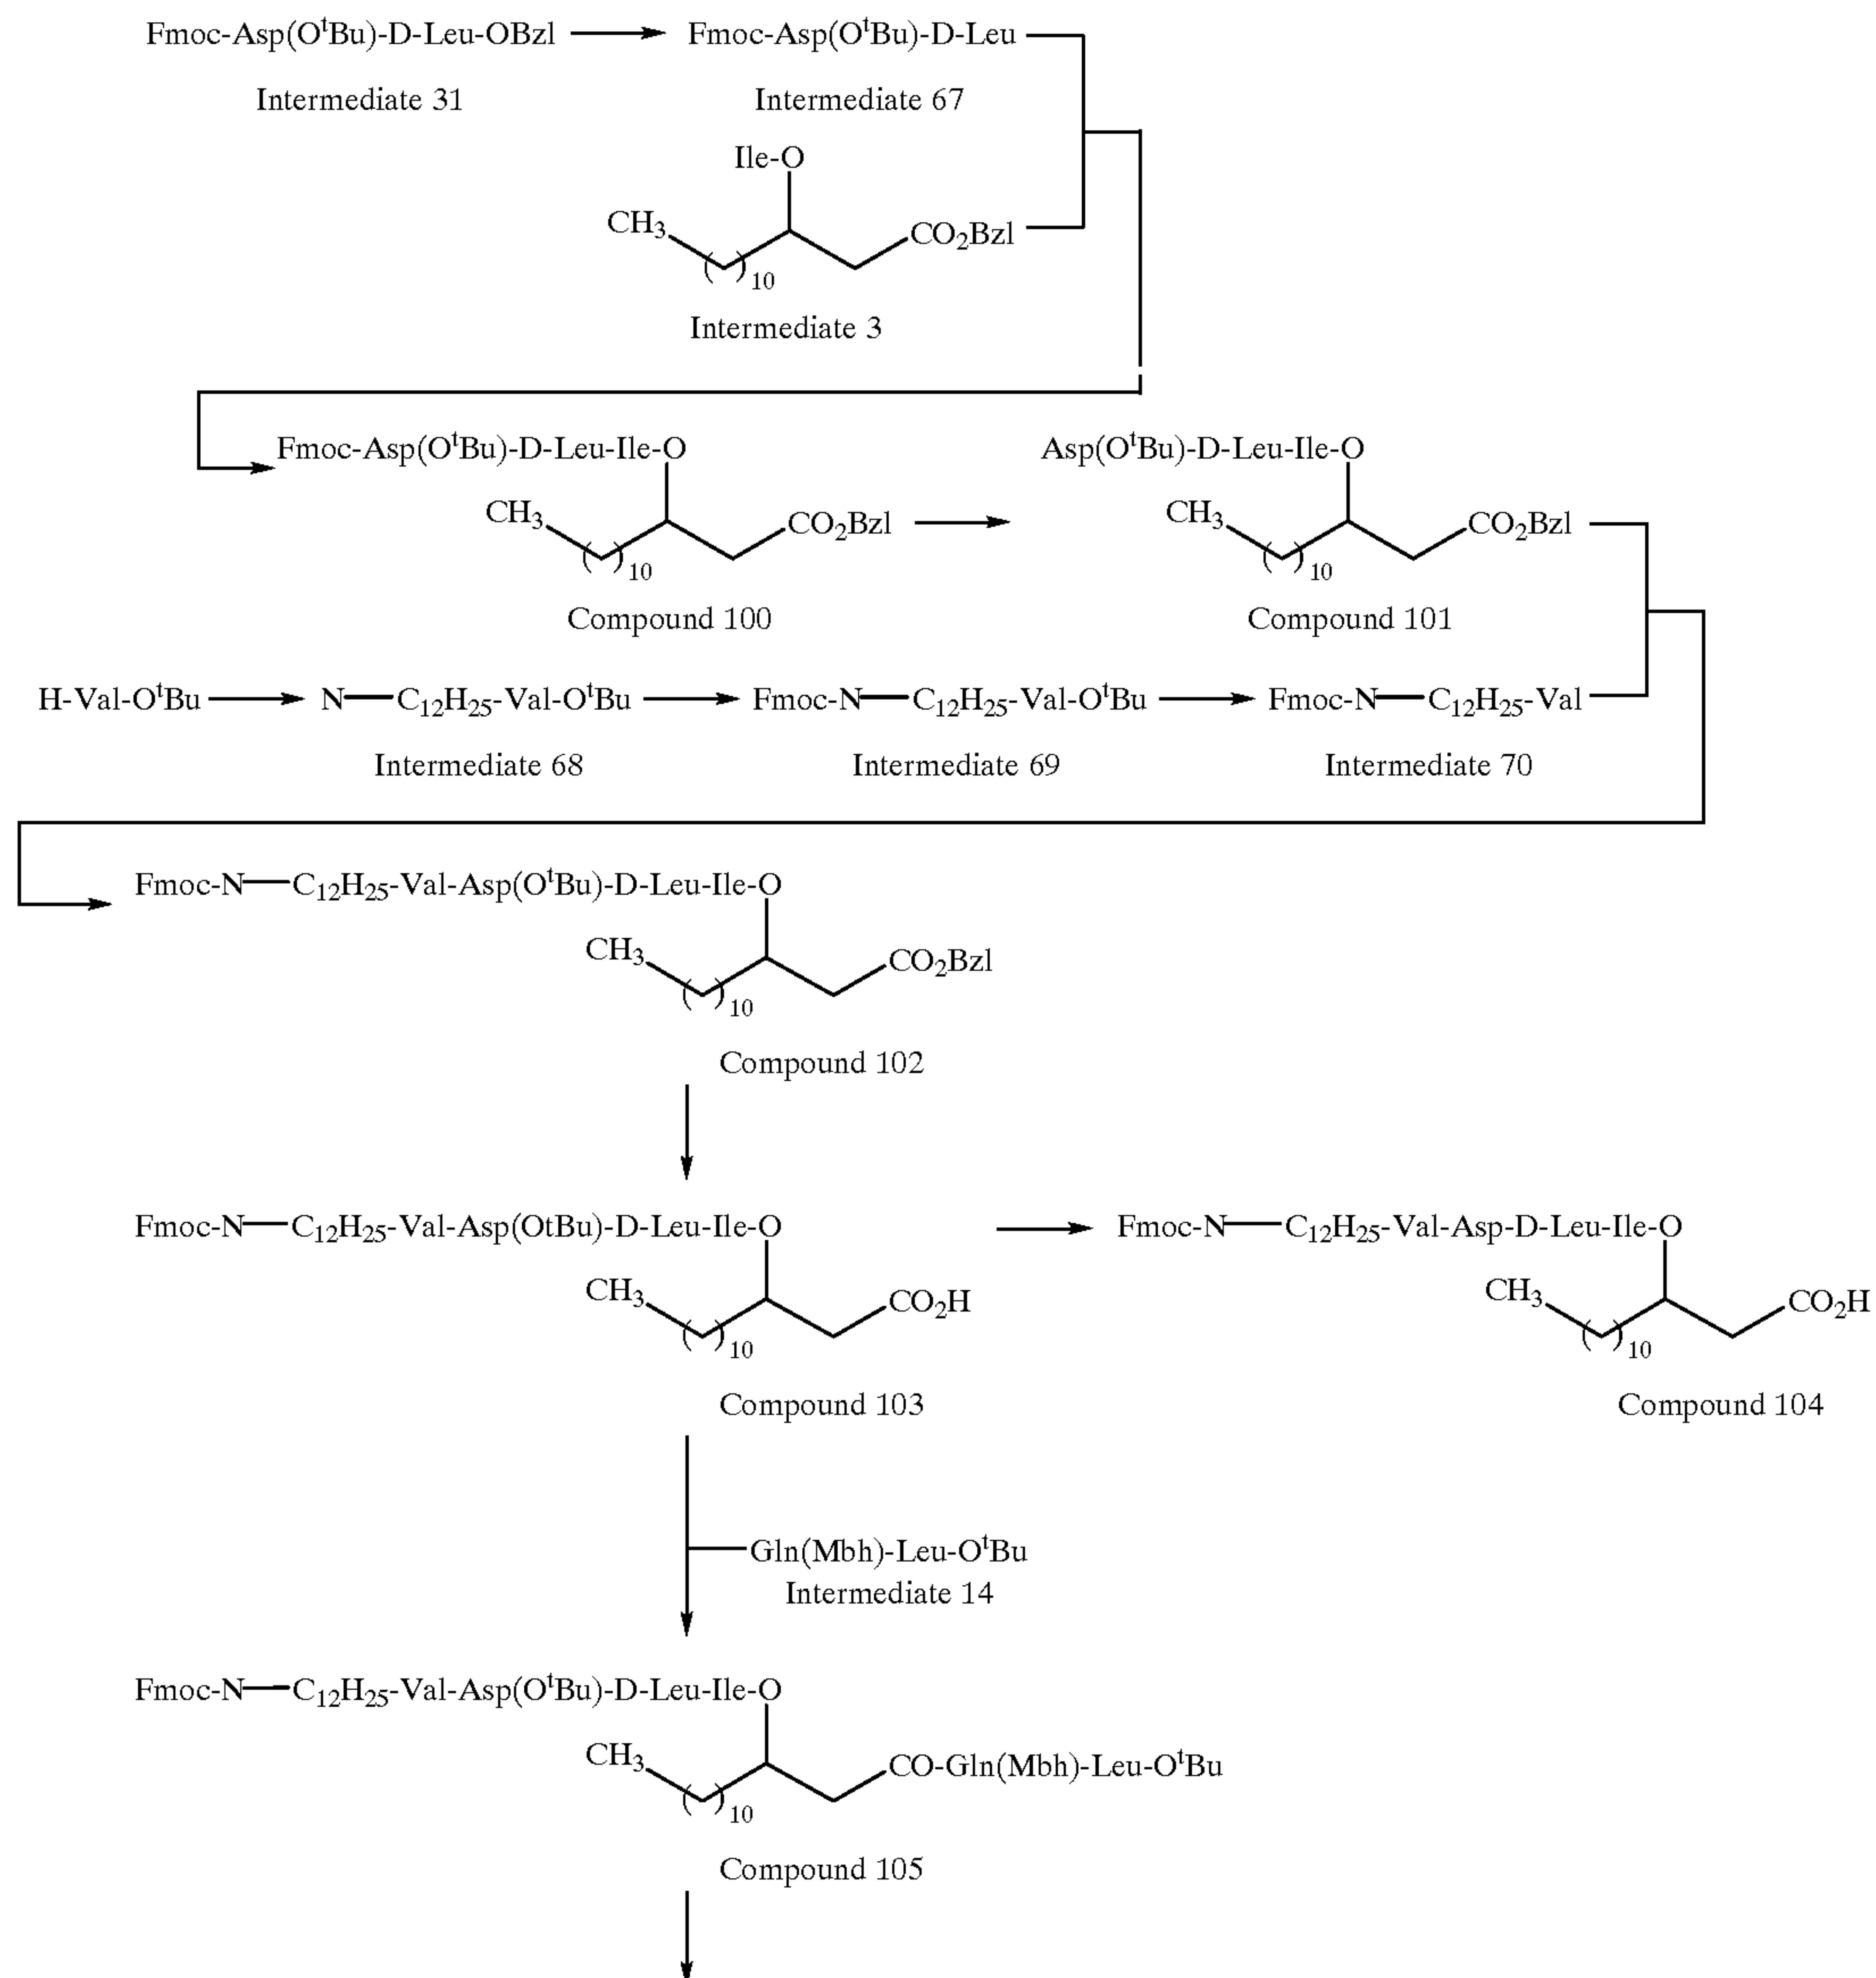 Fmoc-Asp(OᵗBu)-D-Leu-OBzl Fmoc-Asp(OᵗBu)-D-Leu
Intermediate 31 Intermediate 67
Ile-O
CH₃ ( )₁₀ CO₂Bzl
Intermediate 3
Fmoc-Asp(OᵗBu)-D-Leu-Ile-O Asp(OᵗBu)-D-Leu-Ile-O
CH₃ ( )₁₀ CO₂Bzl CH₃ ( )₁₀ CO₂Bzl
Compound 100 Compound 101
H-Val-OᵗBu N—C₁₂H₂₅-Val-OᵗBu Fmoc-N—C₁₂H₂₅-Val-OᵗBu Fmoc-N—C₁₂H₂₅-Val
Intermediate 68 Intermediate 69 Intermediate 70
Fmoc-N—C₁₂H₂₅-Val-Asp(OᵗBu)-D-Leu-Ile-O
CH₃ ( )₁₀ CO₂Bzl
Compound 102
Fmoc-N—C₁₂H₂₅-Val-Asp(OtBu)-D-Leu-Ile-O Fmoc-N—C₁₂H₂₅-Val-Asp-D-Leu-Ile-O
CH₃ ( )₁₀ CO₂H CH₃ ( )₁₀ CO₂H
Compound 103 Compound 104
Gln(Mbh)-Leu-OᵗBu
Intermediate 14
Fmoc-N—C₁₂H₂₅-Val-Asp(OᵗBu)-D-Leu-Ile-O
CH₃ ( )₁₀ CO-Gln(Mbh)-Leu-OᵗBu
Compound 105